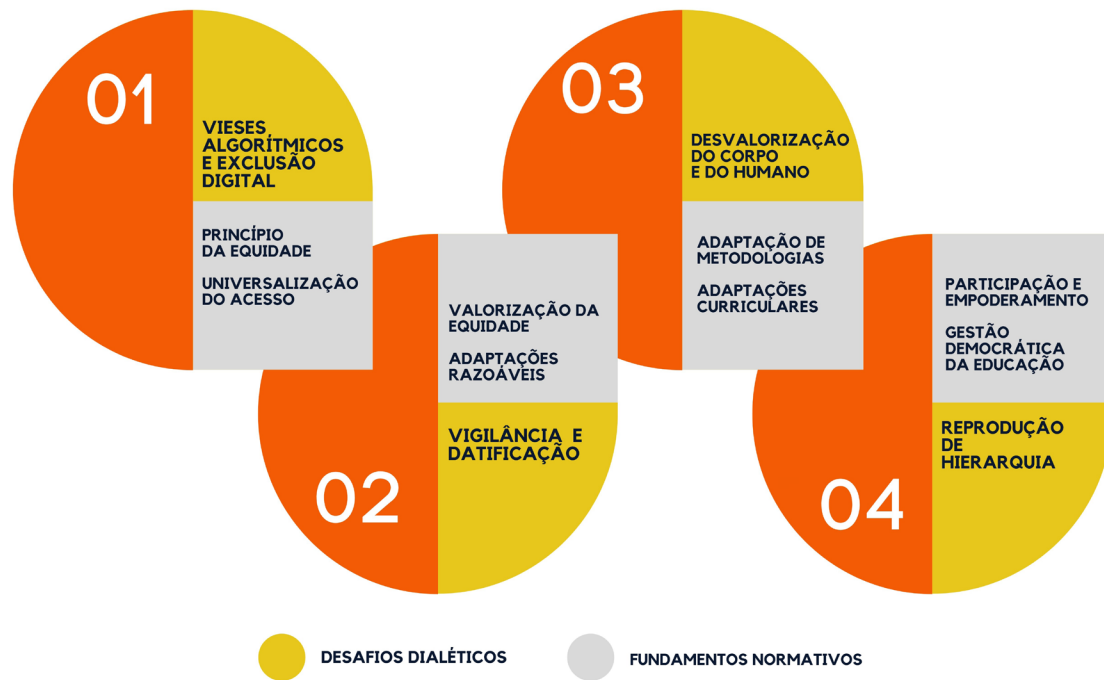 01
VIESES
ALGORÍTMICOS
E EXCLUSÃO
DIGITAL
PRINCÍPIO
DA EQUIDADE
UNIVERSALIZAÇÃO
DO ACESSO
VALORIZAÇÃO DA
EQUIDADE
ADAPTAÇÕES
RAZOÁVEIS
VIGILÂNCIA E
DATIFICAÇÃO
02
03
DESVALORIZAÇÃO
DO CORPO
E DO HUMANO
ADAPTAÇÃO DE
METODOLOGIAS
ADAPTAÇÕES
CURRICULARES
PARTICIPAÇÃO E
EMPODERAMENTO
GESTÃO
DEMOCRÁTICA
DA EDUCAÇÃO
REPRODUÇÃO
DE
HIERARQUIA
04
DESAFIOS DIALÉTICOS
FUNDAMENTOS NORMATIVOS